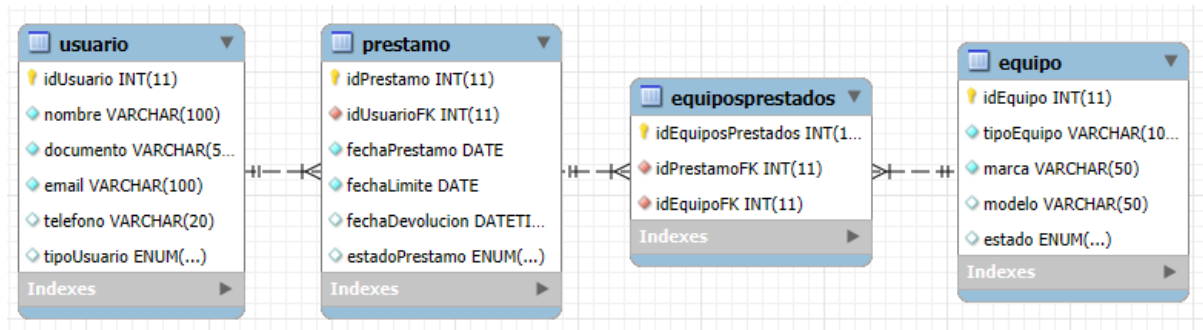 usuario
idUsuario INT(11)
nombre VARCHAR(100)
documento VARCHAR(5...
email VARCHAR(100)
telefono VARCHAR(20)
tipoUsuario ENUM(...)
Indexes
prestamo
idPrestamo INT(11)
idUsuarioFK INT(11)
fechaPrestamo DATE
fechaLimite DATE
fechaDevolucion DATETI...
estadoPrestamo ENUM(...)
Indexes
equiposprestados
idEquiposPrestados INT(1...
idPrestamoFK INT(11)
idEquipoFK INT(11)
Indexes
equipo
idEquipo INT(11)
tipoEquipo VARCHAR(10...
marca VARCHAR(50)
modelo VARCHAR(50)
estado ENUM(...)
Indexes